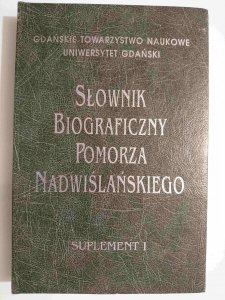 GDAŃSKIE TOWARZYSTWO NAUKOWE
UNIWERSYTET GDAŃSKI
SŁOWNIK
BIOGRAFICZNY
POMORZA
NADWIŚLAŃSKIEGO
SUPLEMENT I